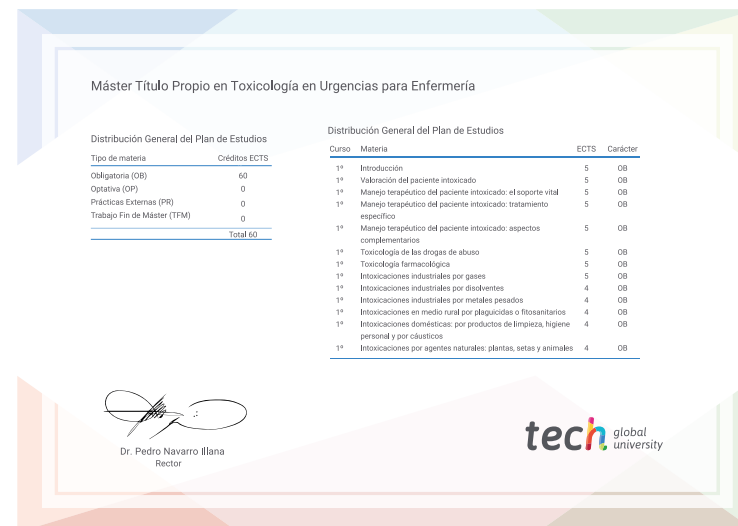 Máster Título Propio en Toxicología en Urgencias para Enfermería
Distribución General del Plan de Estudios
Tipo de materia Créditos ECTS
Obligatoria (OB) 60
Optativa (OP) 0
Prácticas Externas (PR) 0
Trabajo Fin de Máster (TFM) 0
Total 60
Distribución General del Plan de Estudios
Curso Materia ECTS Carácter
1º Introducción 5 OB
1º Valoración del paciente intoxicado 5 OB
1º Manejo terapéutico del paciente intoxicado: el soporte vital 5 OB
1º Manejo terapéutico del paciente intoxicado: tratamiento 5 OB
específico
1º Manejo terapéutico del paciente intoxicado: aspectos 5 OB
complementarios
1º Toxicología de las drogas de abuso 5 OB
1º Toxicología farmacológica 5 OB
1º Intoxicaciones industriales por gases 5 OB
1º Intoxicaciones industriales por disolventes 4 OB
1º Intoxicaciones industriales por metales pesados 4 OB
1º Intoxicaciones en medio rural por plaguicidas o fitosanitarios 4 OB
1º Intoxicaciones domésticas: por productos de limpieza, higiene 4 OB
personal y por cáusticos
1º Intoxicaciones por agentes naturales: plantas, setas y animales 4 OB
Dr. Pedro Navarro Illana
Rector
tech global
university